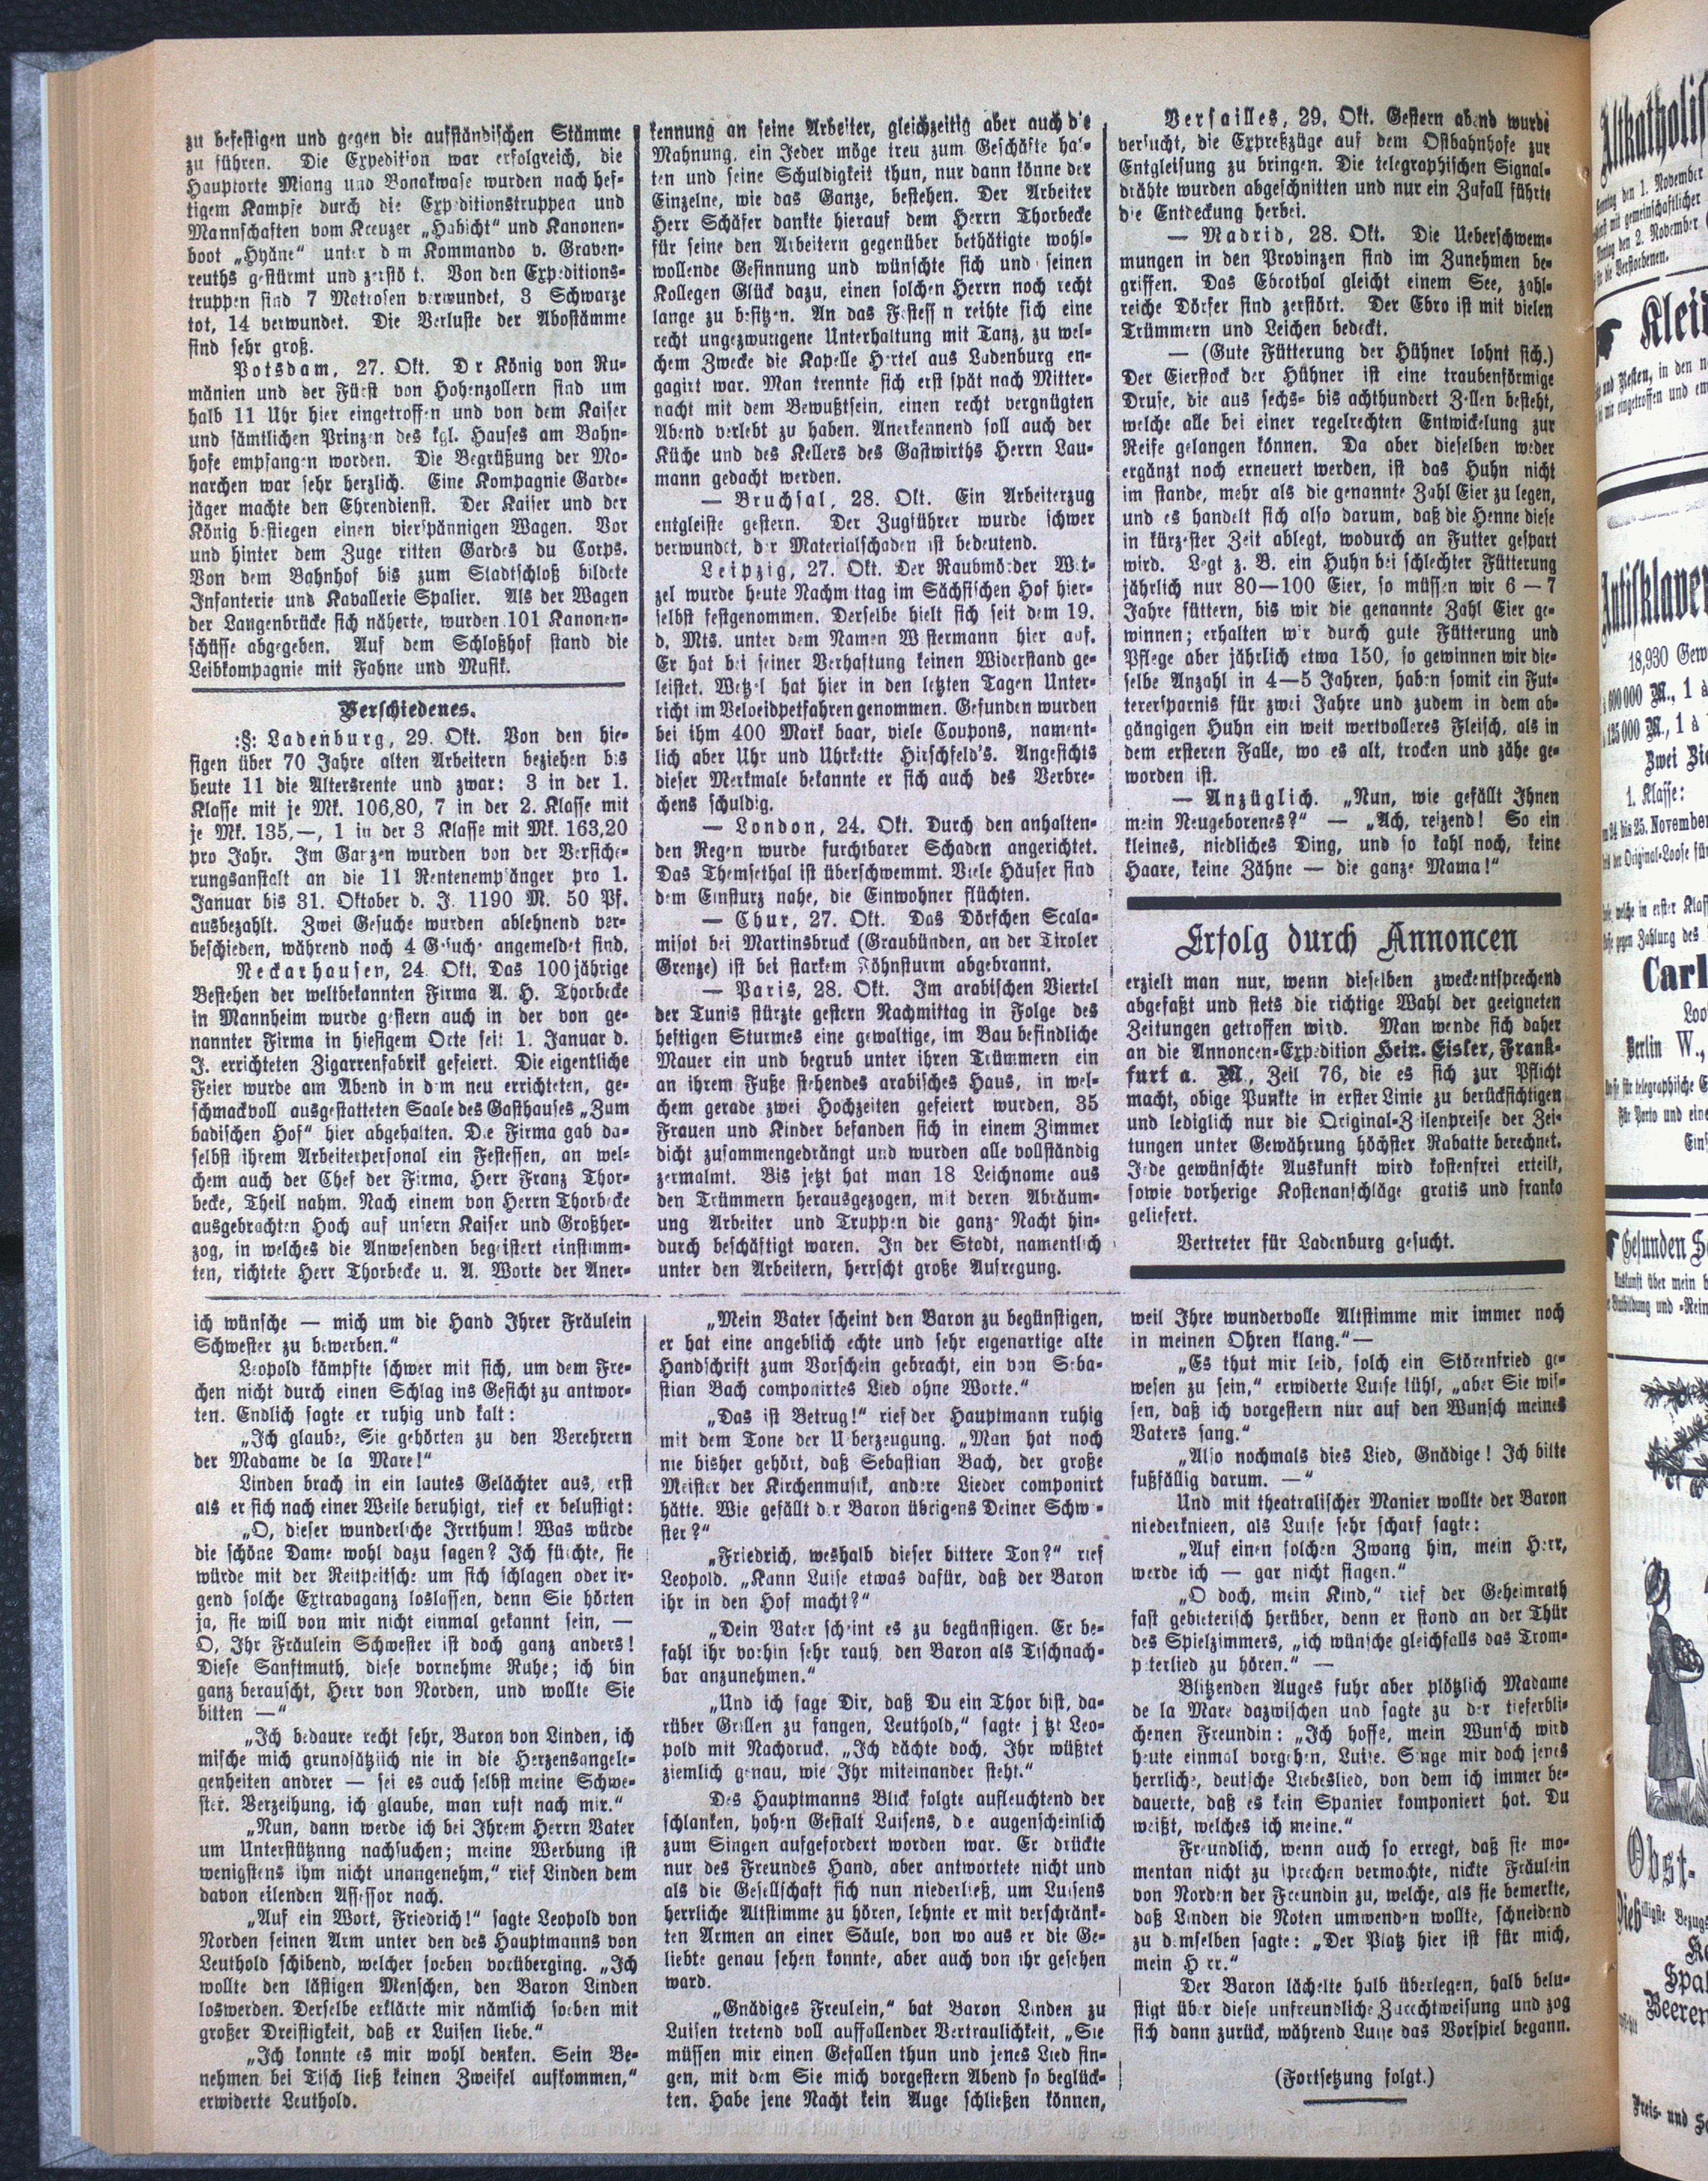 zu befestigen und gegen die aufständischen Stämme
zu führen. Die Expedition war erfolgreich, die
Hauptorte Miang und Bonakwase wurden nach hef-
tigem Kampfe durch die Expeditionstruppen und
Mannschaften vom Kreuzer „Habicht“ und Kanonen-
boot „Hyäne“ unter dem Kommando v. Graven-
reuths gestürmt und zerstört. Von den Expeditions-
truppen sind 7 Matrosen verwundet, 3 Schwarze
tot, 14 verwundet. Die Verluste der Abostämme
sind sehr groß.
Potsdam, 27. Okt. Der König von Ru-
mänien und der Fürst von Hohenzollern sind um
halb 11 Uhr hier eingetroffen und von dem Kaiser
und sämtlichen Prinzen des kgl. Hauses am Bahn-
hofe empfangen worden. Die Begrüßung der Mo-
narchen war sehr herzlich. Eine Kompagnie Garde-
jäger machte den Ehrendienst. Der Kaiser und der
König bestiegen einen vierspännigen Wagen. Vor
und hinter dem Zuge ritten Gardes du Corps.
Von dem Bahnhof bis zum Stadtschloß bildete
Infanterie und Kavallerie Spalier. Als der Wagen
der Langenbrücke sich näherte, wurden 101 Kanonen-
schüsse abgegeben. Auf dem Schloßhof stand die
Leibkompagnie mit Fahne und Musik.
Verschiedenes.
:§: Ladenburg, 29. Okt. Von den hie-
sigen über 70 Jahre alten Arbeitern beziehen bis
heute 11 die Altersrente und zwar: 3 in der 1.
Klasse mit je Mk. 106,80, 7 in der 2. Klasse mit
je Mk. 135,—, 1 in der 3 Klasse mit Mk. 163,20
pro Jahr. Im Ganzen wurden von der Versiche-
rungsanstalt an die 11 Rentenempfänger pro 1.
Januar bis 31. Oktober d. J. 1190 M. 50 Pf.
ausbezahlt. Zwei Gesuche wurden ablehnend ver-
beschieden, während noch 4 Gesuche angemeldet sind.
Neckarhausen, 24. Okt. Das 100jährige
Bestehen der weltbekannten Firma A. H. Thorbecke
in Mannheim wurde gestern auch in der von ge-
nannter Firma in hiesigem Orte seit 1. Januar d.
J. errichteten Zigarrenfabrik gefeiert. Die eigentliche
Feier wurde am Abend in dem neu errichteten, ge-
schmackvoll ausgestatteten Saale des Gasthauses „Zum
badischen Hof“ hier abgehalten. Die Firma gab da-
selbst ihrem Arbeiterpersonal ein Festessen, an wel-
chem auch der Chef der Firma, Herr Franz Thor-
becke, Theil nahm. Nach einem von Herrn Thorbecke
ausgebrachten Hoch auf unsern Kaiser und Großher-
zog, in welches die Anwesenden begeistert einstimm-
ten, richtete Herr Thorbecke u. A. Worte der Aner-
kennung an seine Arbeiter, gleichzeitig aber auch die
Mahnung, ein Jeder möge treu zum Geschäfte hal-
ten und seine Schuldigkeit thun, nur dann könne der
Einzelne, wie das Ganze, bestehen. Der Arbeiter
Herr Schäfer dankte hierauf dem Herrn Thorbecke
für seine den Arbeitern gegenüber bethätigte wohl-
wollende Gesinnung und wünschte sich und seinen
Kollegen Glück dazu, einen solchen Herrn noch recht
lange zu besitzen. An das Festessen reihte sich eine
recht ungezwungene Unterhaltung mit Tanz, zu wel-
chem Zwecke die Kapelle Hertel aus Ladenburg en-
gagirt war. Man trennte sich erst spät nach Mitter-
nacht mit dem Bewußtsein, einen recht vergnügten
Abend verlebt zu haben. Anerkennend soll auch der
Küche und des Kellers des Gastwirths Herrn Lau-
mann gedacht werden.
— Bruchsal, 28. Okt. Ein Arbeiterzug
entgleiste gestern. Der Zugführer wurde schwer
verwundet, der Materialschaden ist bedeutend.
Leipzig, 27. Okt. Der Raubmörder Wet-
zel wurde heute Nachmittag im Sächsischen Hof hier-
selbst festgenommen. Derselbe hielt sich seit dem 19.
d. Mts. unter dem Namen Westermann hier auf.
Er hat bei seiner Verhaftung keinen Widerstand ge-
leistet. Wetzel hat hier in den letzten Tagen Unter-
richt im Veloeidpetfahren genommen. Gefunden wurden
bei ihm 400 Mark baar, viele Coupons, nament-
lich aber Uhr und Uhrkette Hirschfeld's. Angesichts
dieser Merkmale bekannte er sich auch des Verbre-
chens schuldig.
— London, 24. Okt. Durch den anhalten-
den Regen wurde furchtbarer Schaden angerichtet.
Das Themsethal ist überschwemmt. Viele Häuser sind
dem Einsturz nahe, die Einwohner flüchten.
— Chur, 27. Okt. Das Dörfchen Scala-
misot bei Martinsbruck (Graubünden, an der Tiroler
Grenze) ist bei starkem Föhnsturm abgebrannt.
— Paris, 28. Okt. Im arabischen Viertel
der Tunis stürzte gestern Nachmittag in Folge des
heftigen Sturmes eine gewaltige, im Bau befindliche
Mauer ein und begrub unter ihren Trümmern ein
an ihrem Fuße stehendes arabisches Haus, in wel-
chem gerade zwei Hochzeiten gefeiert wurden, 35
Frauen und Kinder befanden sich in einem Zimmer
dicht zusammengedrängt und wurden alle vollständig
zermalmt. Bis jetzt hat man 18 Leichname aus
den Trümmern herausgezogen, mit deren Abräum-
ung Arbeiter und Truppen die ganze Nacht hin-
durch beschäftigt waren. In der Stadt, namentlich
unter den Arbeitern, herrscht große Aufregung.
Versailles, 29. Okt. Gestern abend wurde
versucht, die Expreßzüge auf dem Ostbahnhofe zur
Entgleisung zu bringen. Die telegraphischen Signal-
drähte wurden abgeschnitten und nur ein Zufall führte
die Entdeckung herbei.
— Madrid, 28. Okt. Die Ueberschwem-
mungen in den Provinzen sind im Zunehmen be-
griffen. Das Ebrothal gleicht einem See, zahl-
reiche Dörfer sind zerstört. Der Ebro ist mit vielen
Trümmern und Leichen bedeckt.
— (Gute Fütterung der Hühner lohnt sich.)
Der Eierstock der Hühner ist eine traubenförmige
Druse, die aus sechs- bis achthundert Zellen besteht,
welche alle bei einer regelrechten Entwickelung zur
Reife gelangen können. Da aber dieselben weder
ergänzt noch erneuert werden, ist das Huhn nicht
im stande, mehr als die genannte Zahl Eier zu legen,
und es handelt sich also darum, daß die Henne diese
in kürzester Zeit ablegt, wodurch an Futter gespart
wird. Legt z. B. ein Huhn bei schlechter Fütterung
jährlich nur 80—100 Eier, so müssen wir 6—7
Jahre füttern, bis wir die genannte Zahl Eier ge-
winnen; erhalten wir durch gute Fütterung und
Pflege aber jährlich etwa 150, so gewinnen wir die-
selbe Anzahl in 4—5 Jahren, haben somit ein Fut-
terersparnis für zwei Jahre und zudem in dem ab-
gängigen Huhn ein weit wertvolleres Fleisch, als in
dem ersteren Falle, wo es alt, trocken und zähe ge-
worden ist.
— Anzüglich. „Nun, wie gefällt Ihnen
mein Neugeborenes?“ — „Ach, reizend! So ein
kleines, niedliches Ding, und so kahl noch, keine
Haare, keine Zähne — die ganze Mama!“
Erfolg durch Annoncen
erzielt man nur, wenn dieselben zweckentsprechend
abgefaßt und stets die richtige Wahl der geeigneten
Zeitungen getroffen wird. Man wende sich daher
an die Annoncen-Expedition Hein. Eisler, Frank-
furt a. M., Zeil 76, die es sich zur Pflicht
macht, obige Punkte in erster Linie zu berücksichtigen
und lediglich nur die Original-Zeilenpreise der Zei-
tungen unter Gewährung höchster Rabatte berechnet.
Jede gewünschte Auskunft wird kostenfrei erteilt,
sowie vorherige Kostenanschläge gratis und franko
geliefert.
Vertreter für Ladenburg gesucht.
ich wünsche — mich um die Hand Ihrer Fräulein
Schwester zu bewerben.“
Leopold kämpfte schwer mit sich, um dem Fre-
chen nicht durch einen Schlag ins Gesicht zu antwor-
ten. Endlich sagte er ruhig und kalt:
„Ich glaube, Sie gehörten zu den Verehrern
der Madame de la Mare!“
Linden brach in ein lautes Gelächter aus, erst
als er sich nach einer Weile beruhigt, rief er belustigt:
„O, dieser wunderliche Irrthum! Was würde
die schöne Dame wohl dazu sagen? Ich fürchte, sie
würde mit der Reitpeitsche um sich schlagen oder ir-
gend solche Extravaganz loslassen, denn Sie hörten
ja, sie will von mir nicht einmal gekannt sein, —
O, Ihr Fräulein Schwester ist doch ganz anders!
Diese Sanftmuth, diese vornehme Ruhe; ich bin
ganz berauscht, Herr von Norden, und wollte Sie
bitten —“
„Ich bedaure recht sehr, Baron von Linden, ich
mische mich grundsätzlich nie in die Herzensangele-
genheiten andrer — sei es auch selbst meine Schwe-
ster. Verzeihung, ich glaube, man ruft nach mir.“
„Nun, dann werde ich bei Ihrem Herrn Vater
um Unterstützung nachsuchen; meine Werbung ist
wenigstens ihm nicht unangenehm,“ rief Linden dem
davon eilenden Assessor nach.
„Auf ein Wort, Friedrich!“ sagte Leopold von
Norden seinen Arm unter den des Hauptmanns von
Leuthold schibend, welcher soeben vorüberging. „Ich
wollte den lästigen Menschen, den Baron Linden
loswerden. Derselbe erklärte mir nämlich soeben mit
großer Dreistigkeit, daß er Luisen liebe.“
„Ich konnte es mir wohl denken. Sein Be-
nehmen bei Tisch ließ keinen Zweifel aufkommen,“
erwiderte Leuthold.
„Mein Vater scheint den Baron zu begünstigen,
er hat eine angeblich echte und sehr eigenartige alte
Handschrift zum Vorschein gebracht, ein von Seba-
stian Bach componirtes Lied ohne Worte.“
„Das ist Betrug!“ rief der Hauptmann ruhig
mit dem Tone der Ueberzeugung. „Man hat noch
nie bisher gehört, daß Sebastian Bach, der große
Meister der Kirchenmusik, andere Lieder componirt
hätte. Wie gefällt der Baron übrigens Deiner Schwe-
ster?“
„Friedrich, weshalb dieser bittere Ton?“ rief
Leopold. „Kann Luise etwas dafür, daß der Baron
ihr in den Hof macht?“
„Dein Vater scheint es zu begünstigen. Er be-
fahl ihr vorhin sehr rauh, den Baron als Tischnach-
bar anzunehmen.“
„Und ich sage Dir, daß Du ein Thor bist, da-
rüber Grillen zu fangen, Leuthold,“ sagte jetzt Leo-
pold mit Nachdruck. „Ich dächte doch, Ihr wüßtet
ziemlich genau, wie Ihr miteinander steht.“
Des Hauptmanns Blick folgte aufleuchtend der
schlanken, hohen Gestalt Luisens, die augenscheinlich
zum Singen aufgefordert worden war. Er drückte
nur des Freundes Hand, aber antwortete nicht und
als die Gesellschaft sich nun niederließ, um Luisens
herrliche Altstimme zu hören, lehnte er mit verschränk-
ten Armen an einer Säule, von wo aus er die Ge-
liebte genau sehen konnte, aber auch von ihr gesehen
ward.
„Gnädiges Freulein,“ bat Baron Linden zu
Luisen tretend voll auffallender Vertraulichkeit, „Sie
müssen mir einen Gefallen thun und jenes Lied sin-
gen, mit dem Sie mich vorgestern Abend so beglück-
ten. Habe jene Nacht kein Auge schließen können,
weil Ihre wundervolle Altstimme mir immer noch
in meinen Ohren klang.“—
„Es thut mir leid, solch ein Störenfried ge-
wesen zu sein,“ erwiderte Luise kühl, „aber Sie wis-
sen, daß ich vorgestern nur auf den Wunsch meines
Vaters sang.“
„Also nochmals dies Lied, Gnädige! Ich bitte
fußfällig darum. —“
Und mit theatralischer Manier wollte der Baron
niederknieen, als Luise sehr scharf sagte:
„Auf einen solchen Zwang hin, mein Herr,
werde ich — gar nicht singen.“
„O doch, mein Kind,“ rief der Geheimrath
fast gebieterisch herüber, denn er stand an der Thür
des Spielzimmers, „ich wünsche gleichfalls das Trom-
peterlied zu hören.“ —
Blitzenden Auges fuhr aber plötzlich Madame
de la Mare dazwischen und sagte zu der tieferbli-
chenen Freundin: „Ich hoffe, mein Wunsch wird
heute einmal vorgehen, Luise. Singe mir doch jenes
herrliche, deutsche Liebeslied, von dem ich immer be-
dauerte, daß es kein Spanier komponiert hat. Du
weißt, welches ich meine.“
Freundlich, wenn auch so erregt, daß sie mo-
mentan nicht zu sprechen vermochte, nickte Fräulein
von Norden der Freundin zu, welche, als sie bemerkte,
daß Linden die Noten umwenden wollte, schneidend
zu demselben sagte: „Der Platz hier ist für mich,
mein Herr.“
Der Baron lächelte halb überlegen, halb belu-
stigt über diese unfreundliche Zurechtweisung und zog
sich dann zurück, während Luise das Vorspiel begann.
(Fortsetzung folgt.)
den 1. November
mit gemeinschaftlicher
den 2. November
für die Verstorbenen.
18,930
600000 M., 1 à
125000 M., 1 à
Zwei
1. Klasse:
24. bis 25. November
der Original-Loose für
welche in erster
gegen Zahlung des
Carl
Berlin W.,
für telegraphische
Für Porto und eine
Gesunden
Auskunft über mein
Obst-